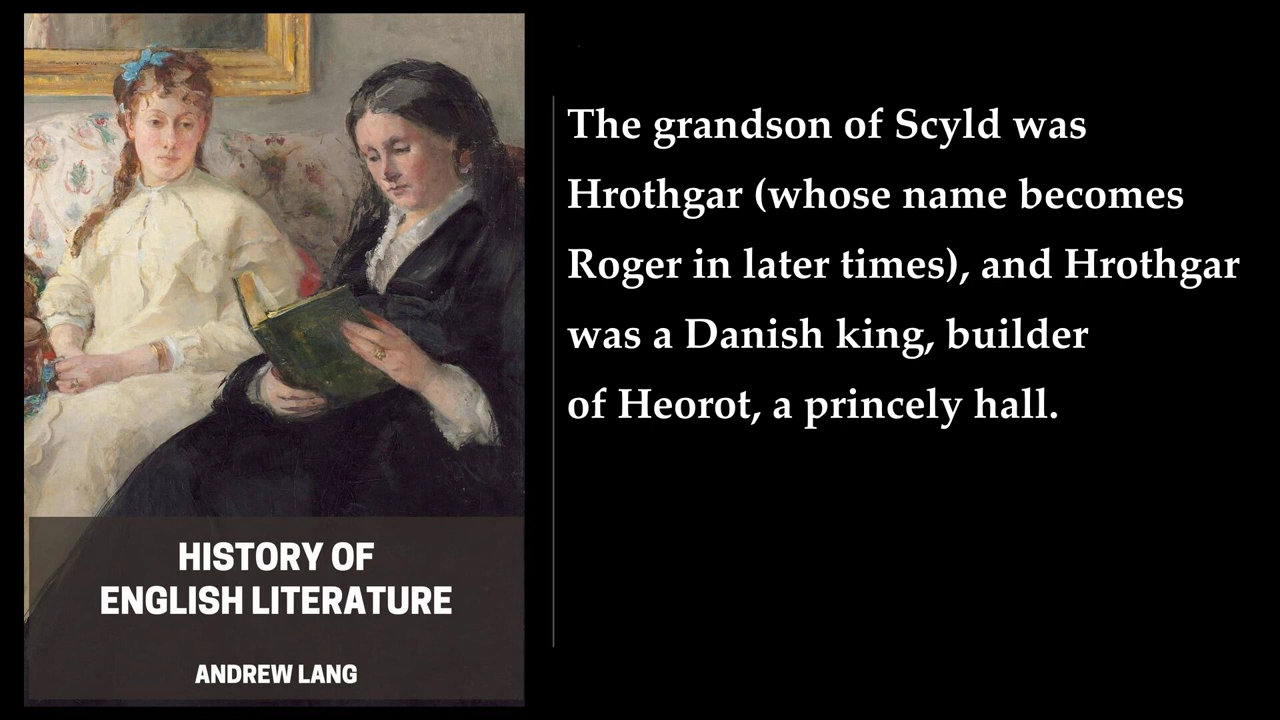 The grandson of Scyld was
Hrothgar (whose name becomes
Roger in later times), and Hrothgar
was a Danish king, builder
of Heorot, a princely hall.
HISTORY OF
ENGLISH LITERATURE
ANDREW LANG